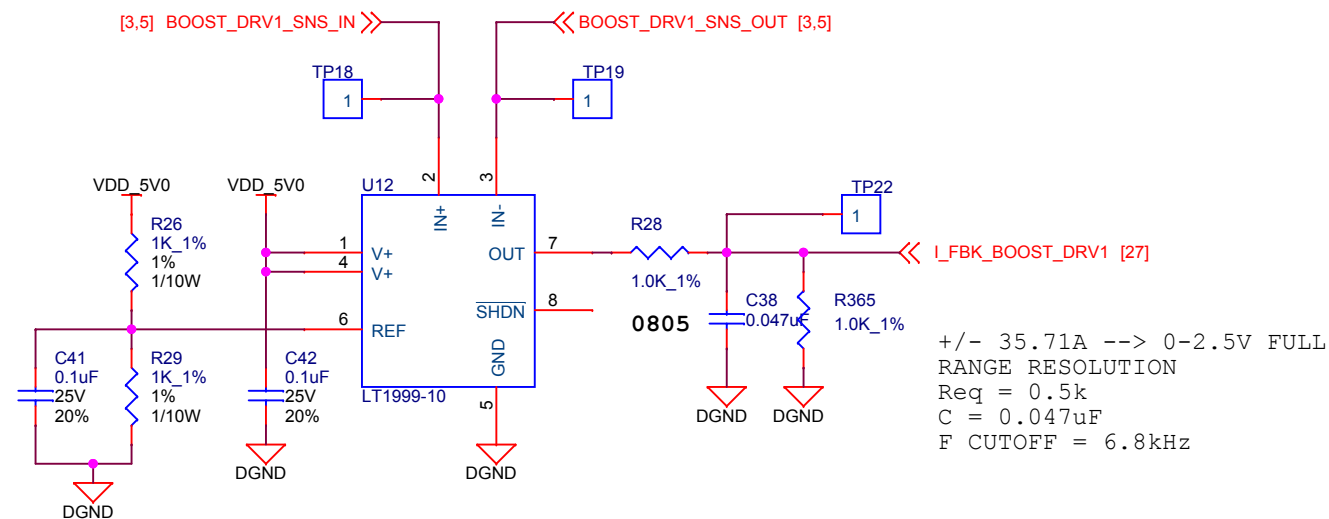 [3,5] BOOST_DRV1_SNS_IN
BOOST_DRV1_SNS_OUT [3,5]
TP18
1
TP19
1
VDD_5V0
VDD_5V0
U12
2
3
IN+
IN-
TP22
1
R26
1K_1%
1%
1/10W
1
V+
4
V+
OUT
7
R28
1.0K_1%
0805
I_FBK_BOOST_DRV1 [27]
6
REF
SHDN
8
GND
5
LT1999-10
C38
0.047uF
R365
1.0K_1%
C41
0.1uF
25V
20%
R29
1K_1%
1%
1/10W
C42
0.1uF
25V
20%
DGND
DGND
DGND
DGND
DGND
+/- 35.71A --> 0-2.5V FULL
RANGE RESOLUTION
Req = 0.5k
C = 0.047uF
F CUTOFF = 6.8kHz